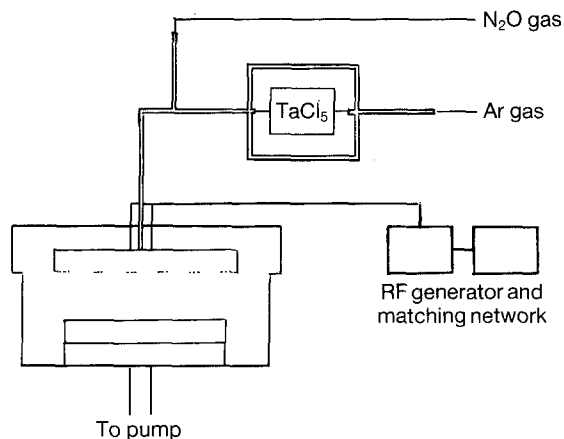 N₂O gas
TaCl₅
Ar gas
RF generator and
matching network
To pump